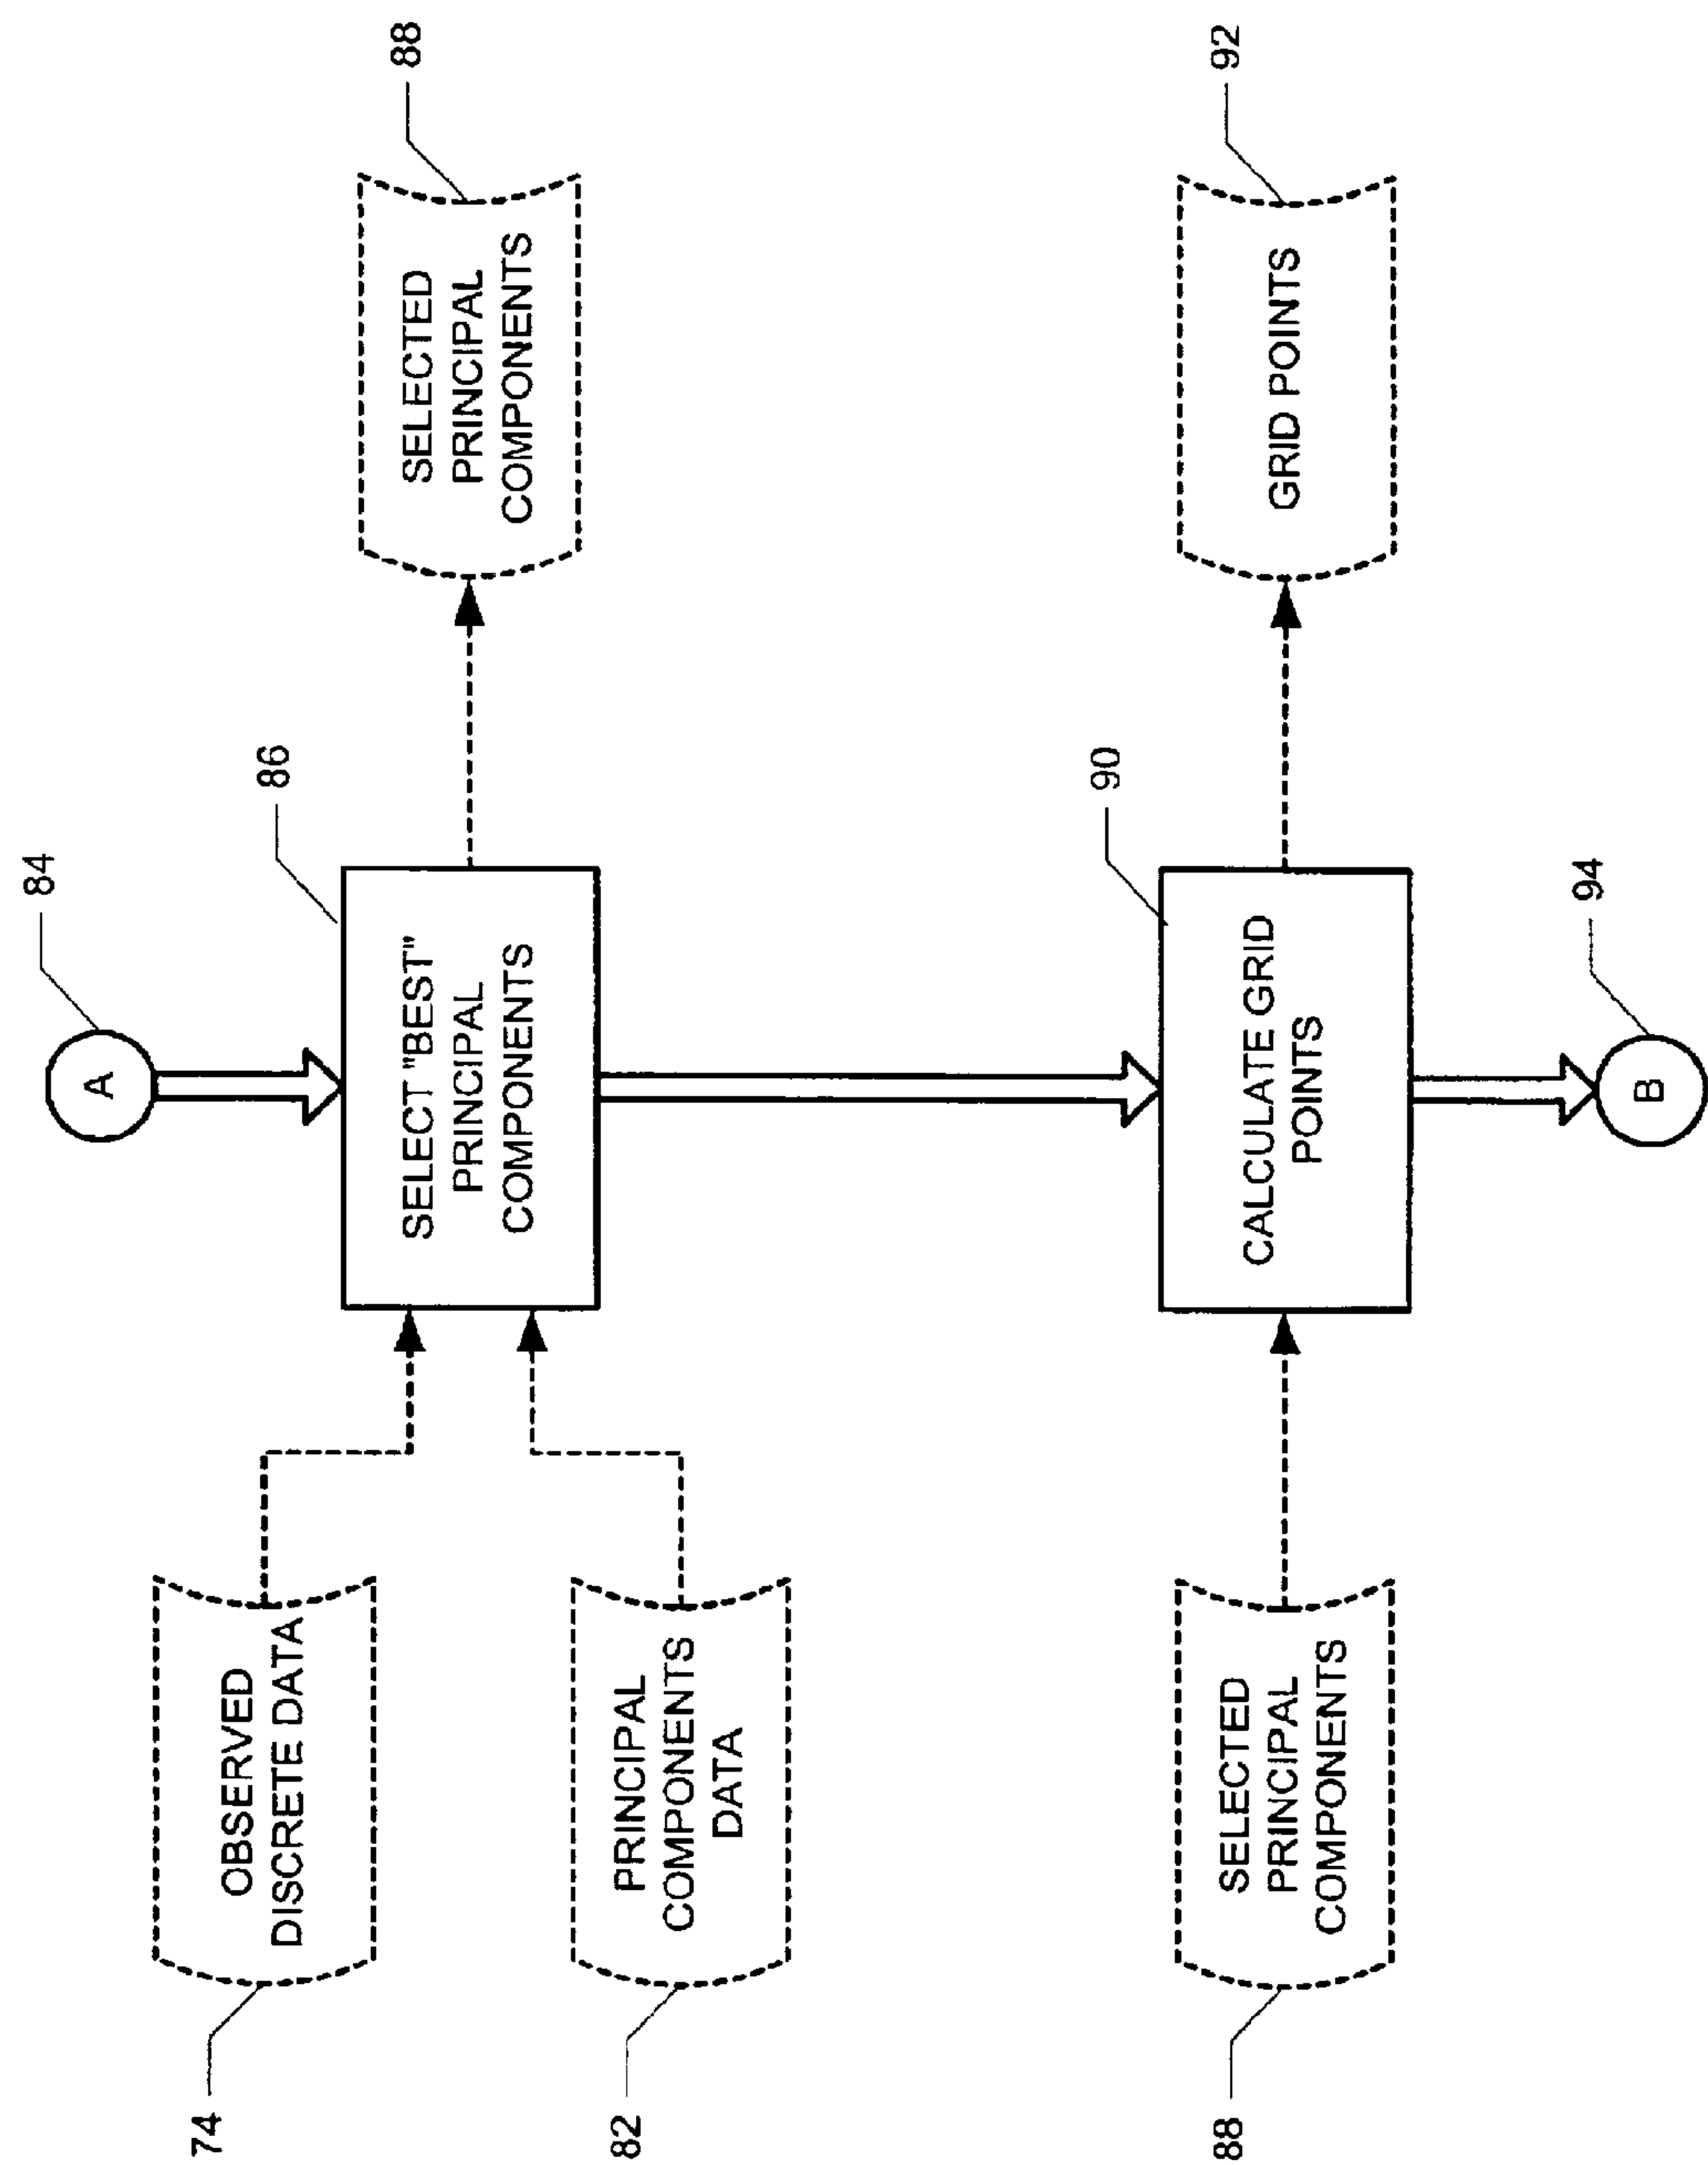 84
A
74
OBSERVED
DISCRETE DATA
86
SELECT "BEST"
PRINCIPAL
COMPONENTS
88
SELECTED
PRINCIPAL
COMPONENTS
82
PRINCIPAL
COMPONENTS
DATA
88
SELECTED
PRINCIPAL
COMPONENTS
90
CALCULATE GRID
POINTS
92
GRID POINTS
94
B